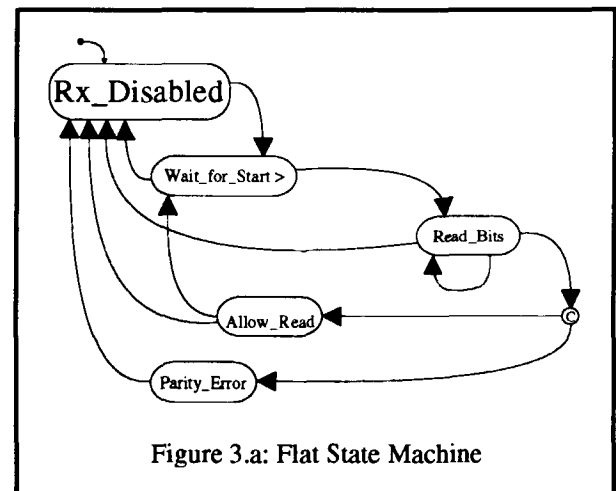 Rx_Disabled
Wait_for_Start >
Read_Bits
C
Allow_Read
Parity_Error
Figure 3.a: Flat State Machine